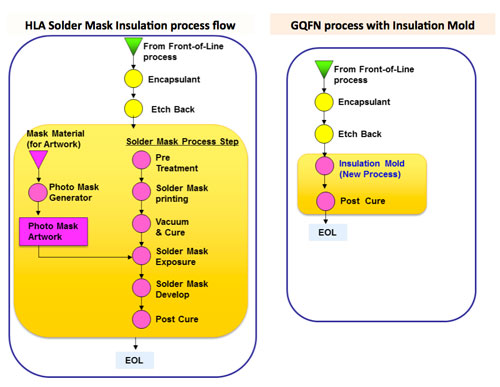 HLA Solder Mask Insulation process flow
From Front-of-Line
process
Encapsulant
Etch Back
Mask Material
(for Artwork)
Photo Mask
Generator
Photo Mask
Artwork
Solder Mask Process Step
Pre
Treatment
Solder Mask
printing
Vacuum
& Cure
Solder Mask
Exposure
Solder Mask
Develop
Post Cure
EOL
GQFN process with Insulation Mold
From Front-of-Line
process
Encapsulant
Etch Back
Insulation Mold
(New Process)
Post Cure
EOL